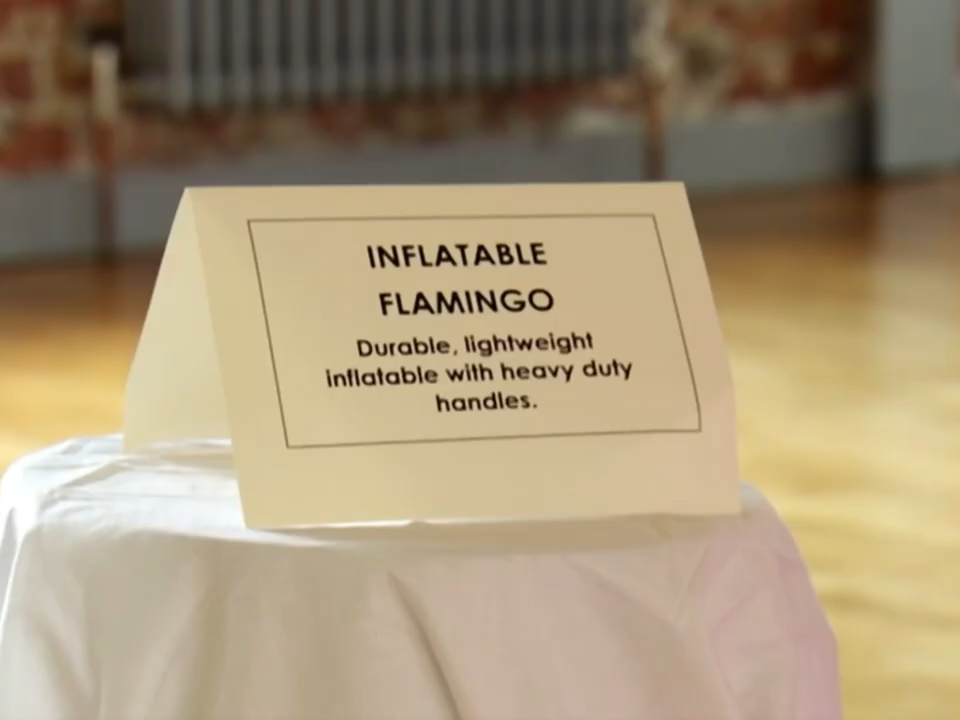 INFLATABLE
FLAMINGO
Durable, lightweight
inflatable with heavy duty
handles.